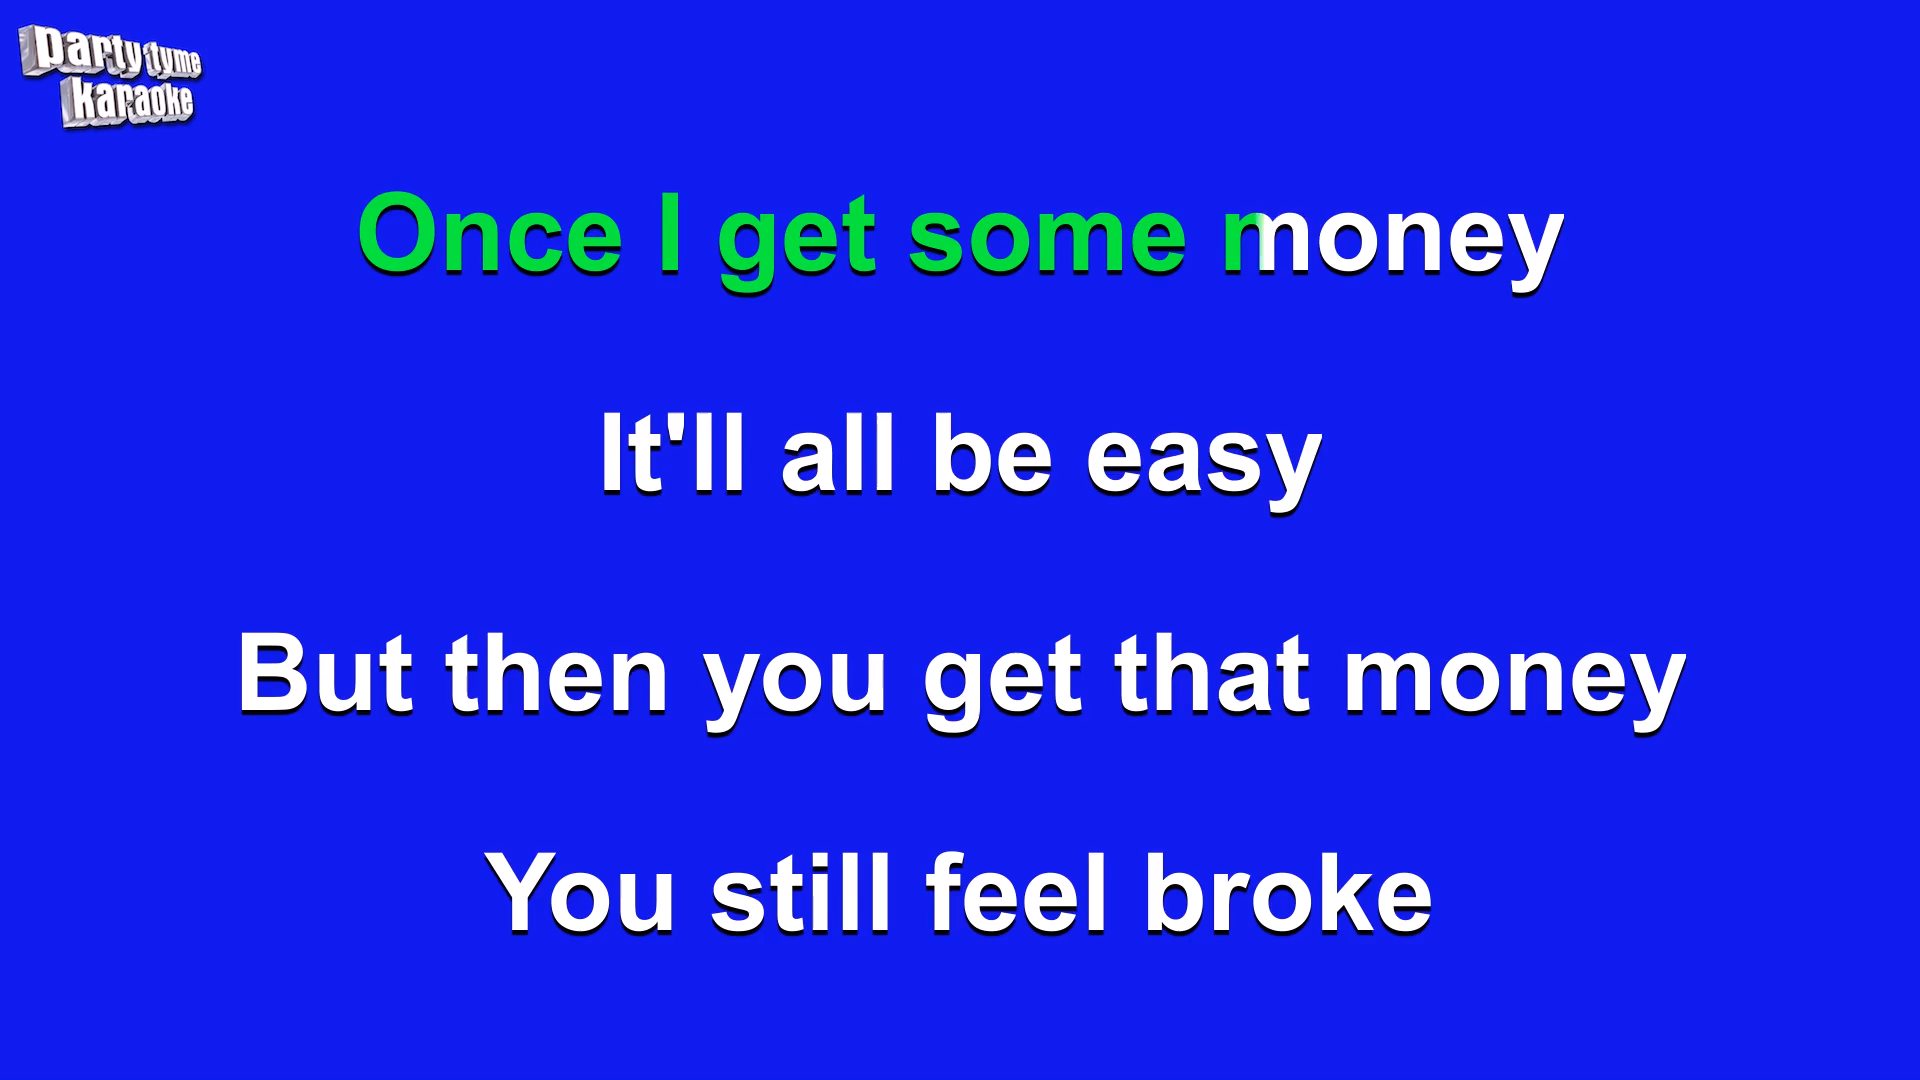 party tyme
karaoke
Once I get some money
It'll all be easy
But then you get that money
You still feel broke